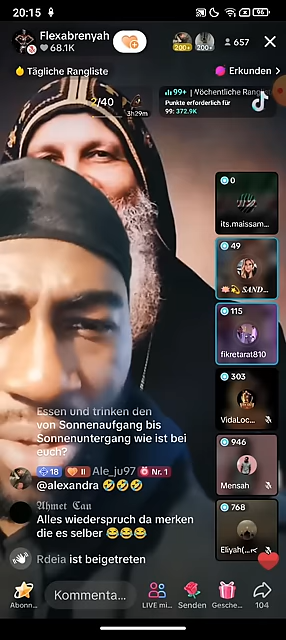 20:15
96
Flexabrenyah
68.1K
200+
200+
657
Tägliche Rangliste
Erkunden
2/40
3h29m
99+ | Wöchentliche Rang
Punkte erforderlich für
99: 372.9K
0
its.maissam...
49
115
fikretarat810
303
VidaLoc...
946
Mensah
768
Eliyah(...
Essen und trinken den
von Sonnenaufgang bis
Sonnenuntergang wie ist bei
euch?
18 II Ale_ju97 Nr. 1
@alexandra 🤣🤣🤣
𝕬𝖍𝖒𝖊𝖙 𝕮𝖆𝖓
Alles wiederspruch da merken
die es selber 😂😂😂
Rdeia ist beigetreten
Abonn...
Kommenta...
LIVE mi...
Senden
Gesche...
104